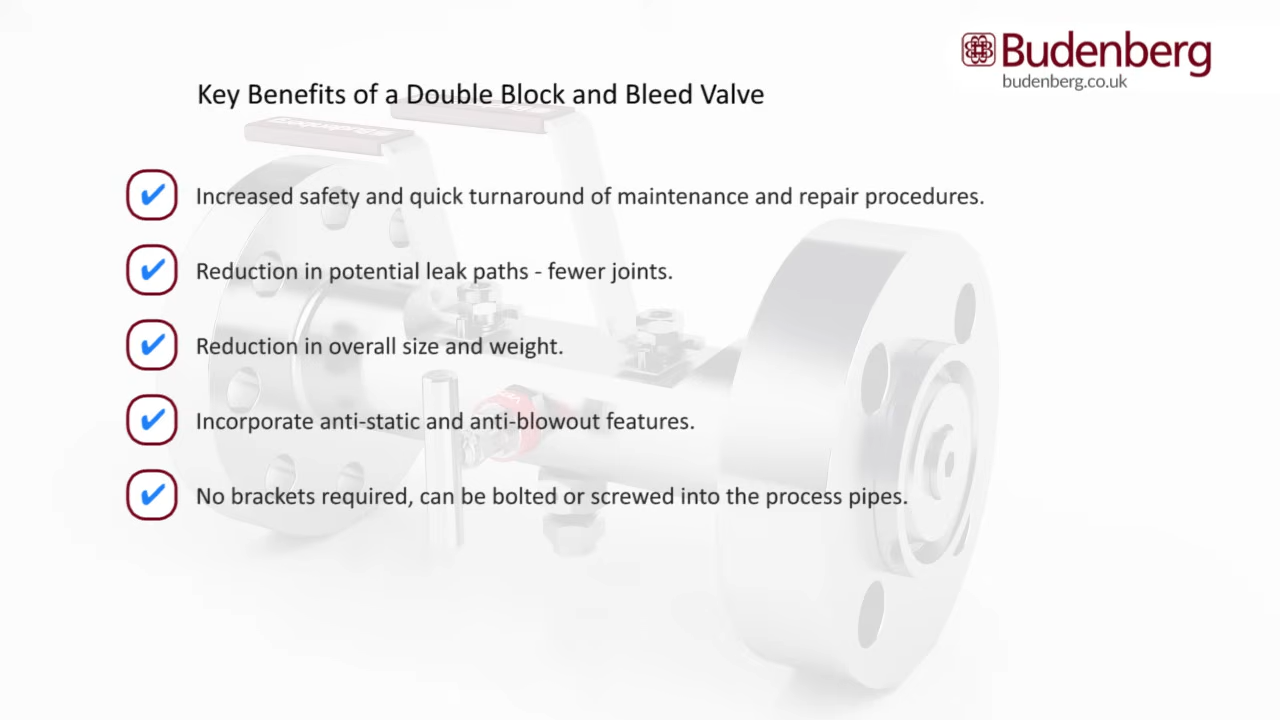 Budenberg
budenberg.co.uk
Key Benefits of a Double Block and Bleed Valve
Increased safety and quick turnaround of maintenance and repair procedures.
Reduction in potential leak paths - fewer joints.
Reduction in overall size and weight.
Incorporate anti-static and anti-blowout features.
No brackets required, can be bolted or screwed into the process pipes.